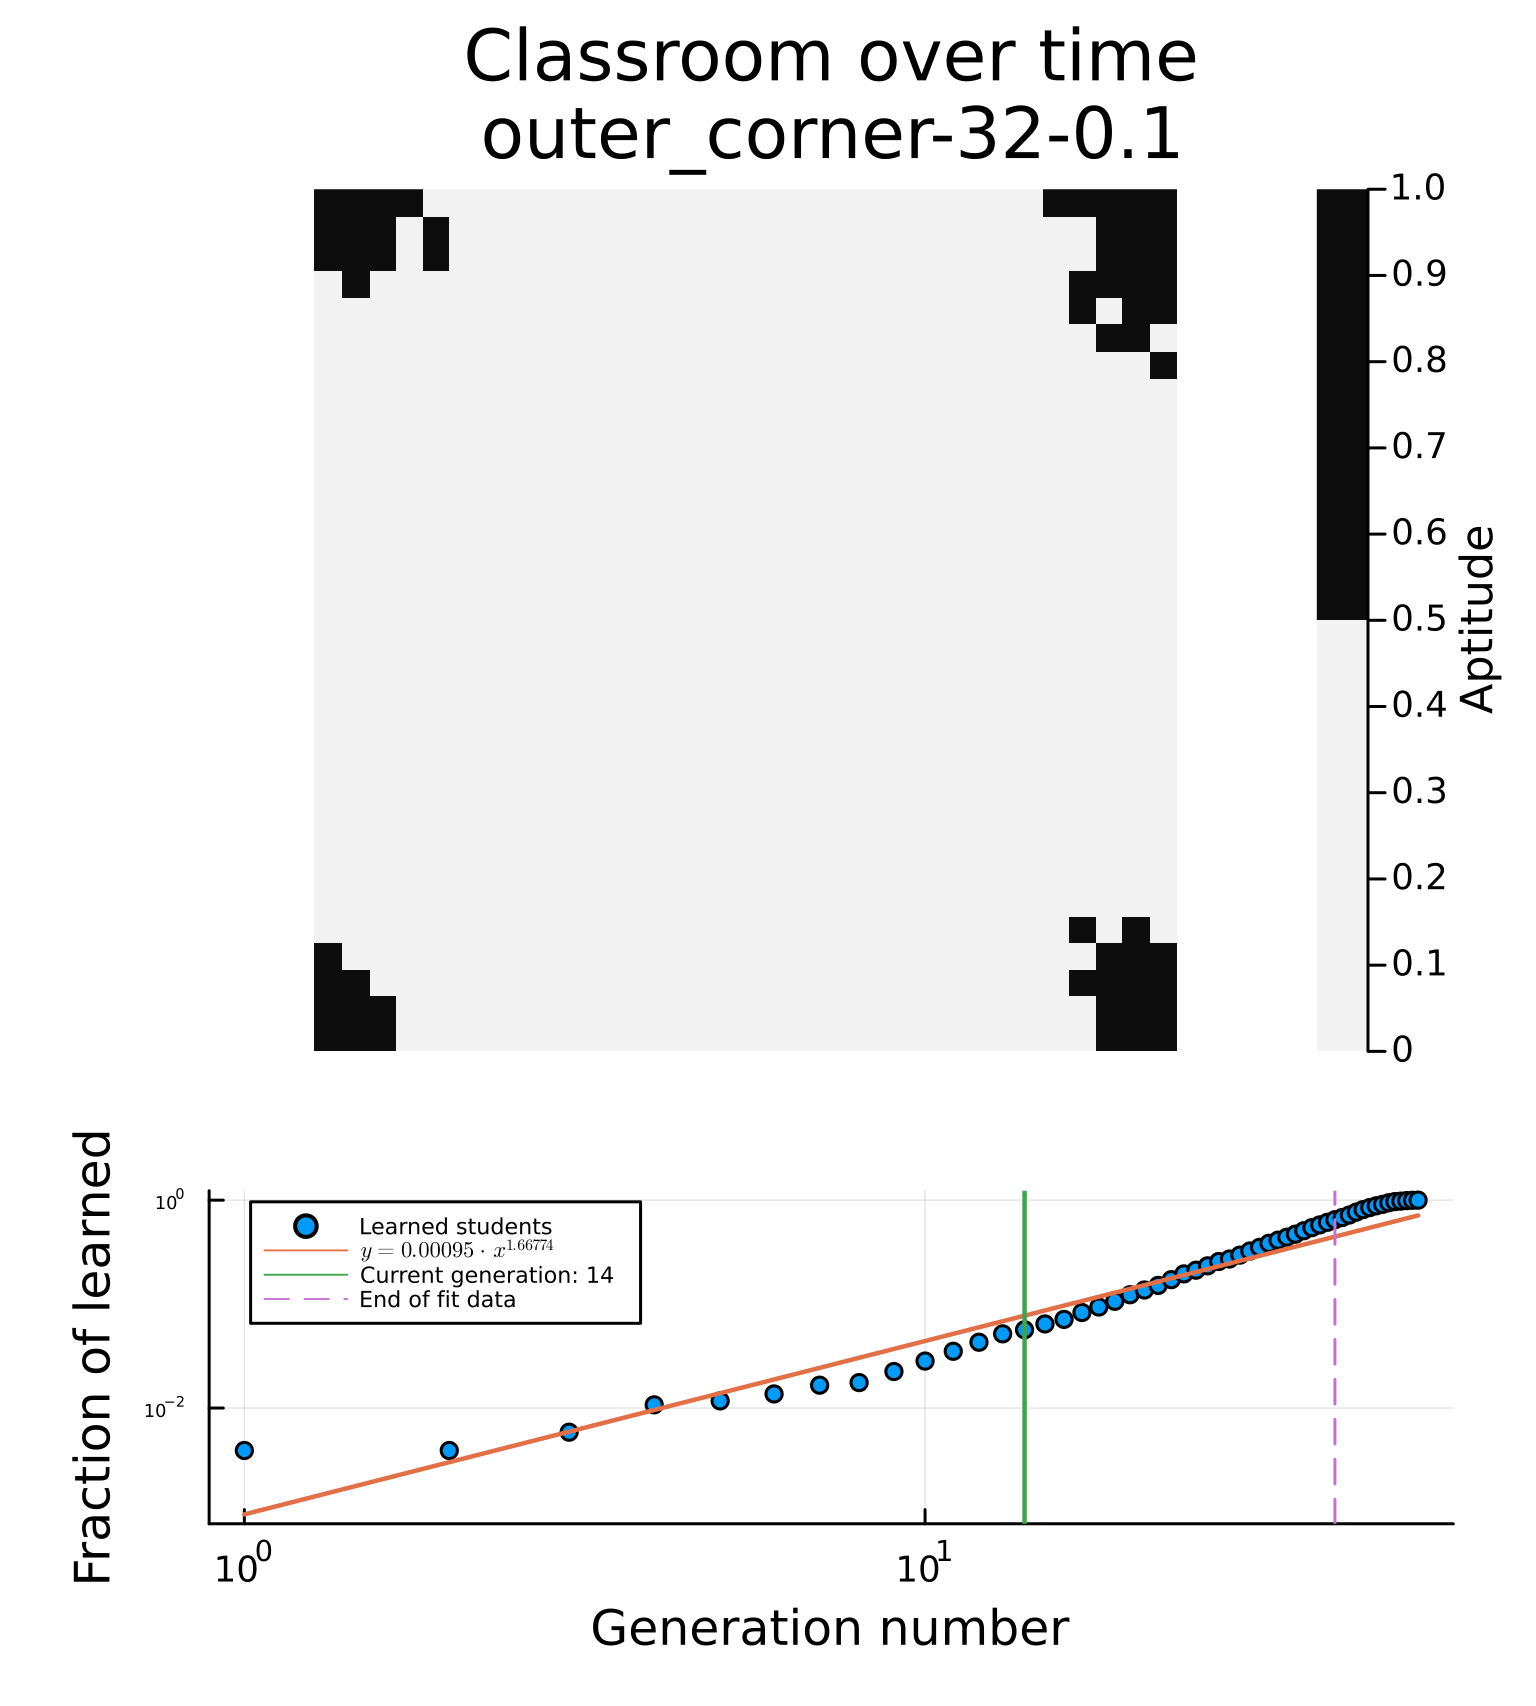 Classroom over time
outer_corner-32-0.1
1.0
0.9
0.8
0.7
0.6
0.5
0.4
0.3
0.2
0.1
0
Aptitude
Fraction of learned
10⁰
10⁻²
Learned students
y = 0.00095 · x^1.66774
Current generation: 14
End of fit data
10⁰
10¹
Generation number